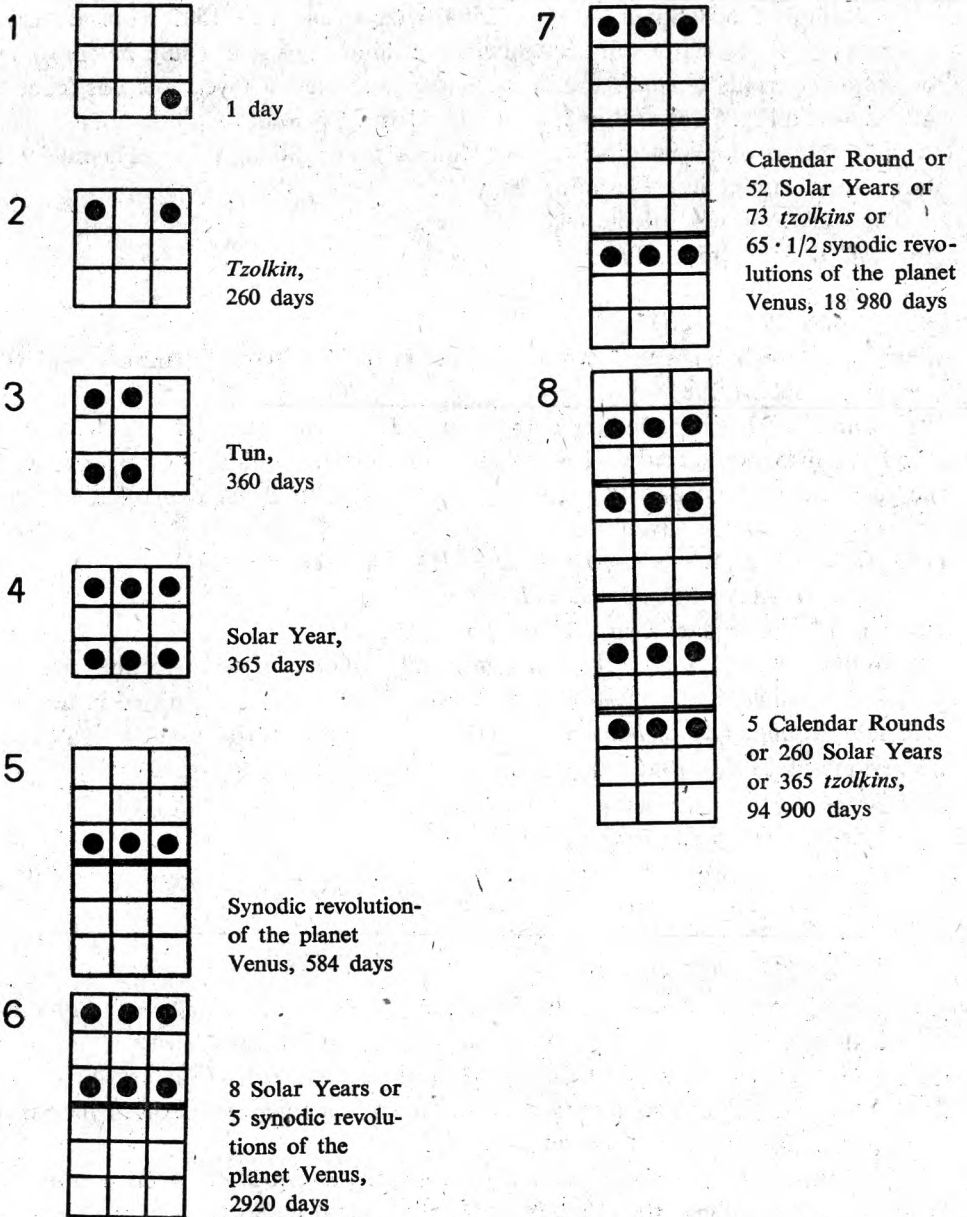 1
1 day
2
Tzolkin,
260 days
3
Tun,
360 days
4
Solar Year,
365 days
5
Synodic revolution-
of the planet
Venus, 584 days
6
8 Solar Years or
5 synodic revolu-
tions of the
planet Venus,
2920 days
7
Calendar Round or
52 Solar Years or
73 tzolkins or
65 · 1/2 synodic revo-
lutions of the planet
Venus, 18 980 days
8
5 Calendar Rounds
or 260 Solar Years
or 365 tzolkins,
94 900 days